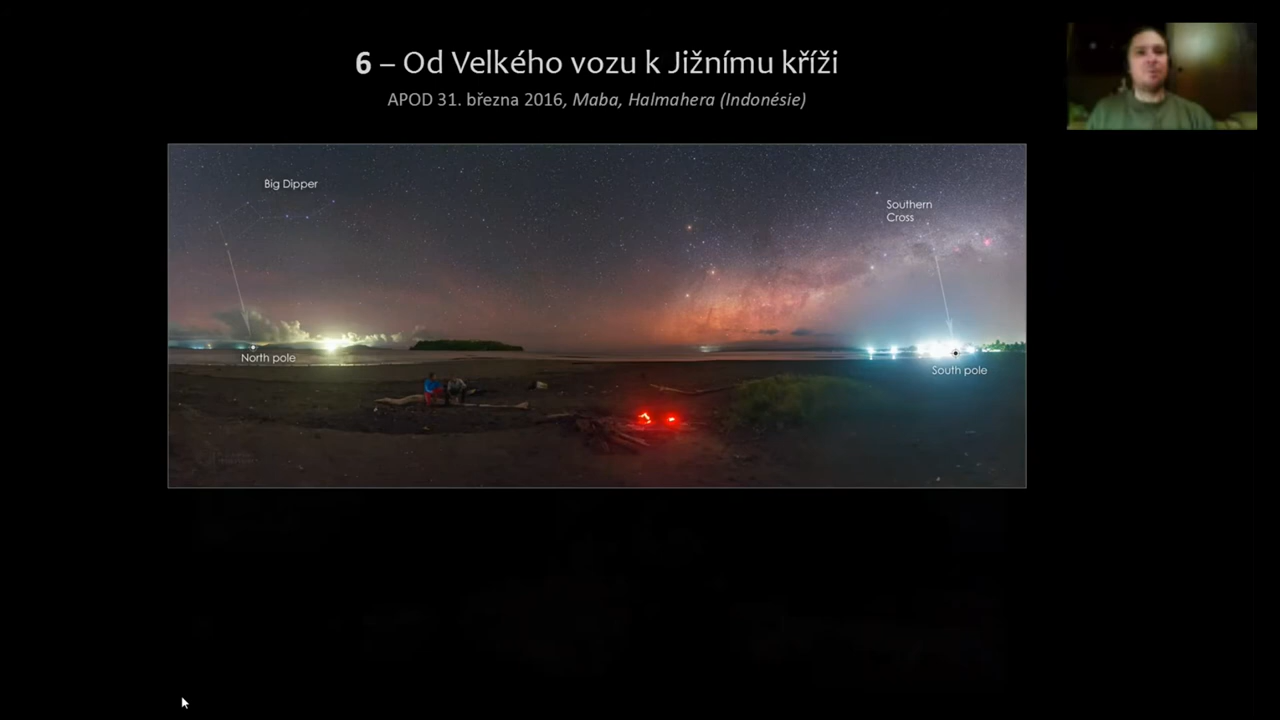 6 – Od Velkého vozu k Jižnímu kříži
APOD 31. března 2016, Maba, Halmahera (Indonésie)
Big Dipper
Southern
Cross
North pole
South pole